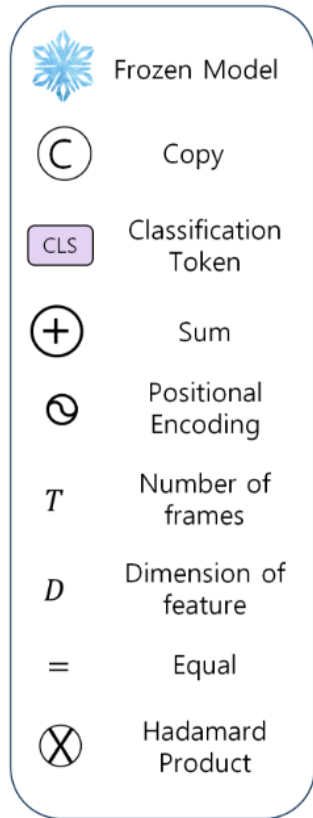 Frozen Model
C Copy
CLS Classification
Token
+ Sum
Positional
Encoding
T Number of
frames
D Dimension of
feature
= Equal
X Hadamard
Product